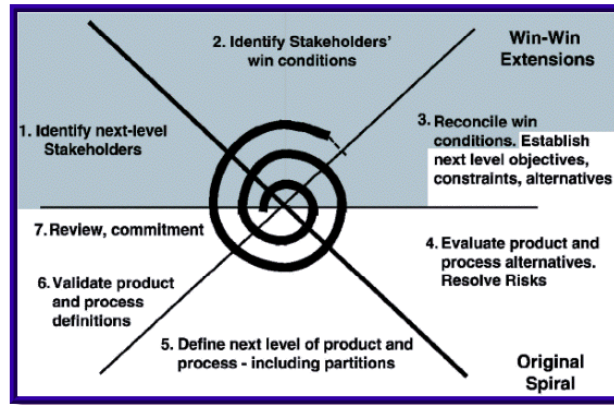 2. Identify Stakeholders'
win conditions
Win-Win
Extensions
1. Identify next-level
Stakeholders
3. Reconcile win
conditions. Establish
next level objectives,
constraints, alternatives
7. Review, commitment
4. Evaluate product and
process alternatives.
Resolve Risks
6. Validate product
and process
definitions
5. Define next level of product and
process - including partitions
Original
Spiral